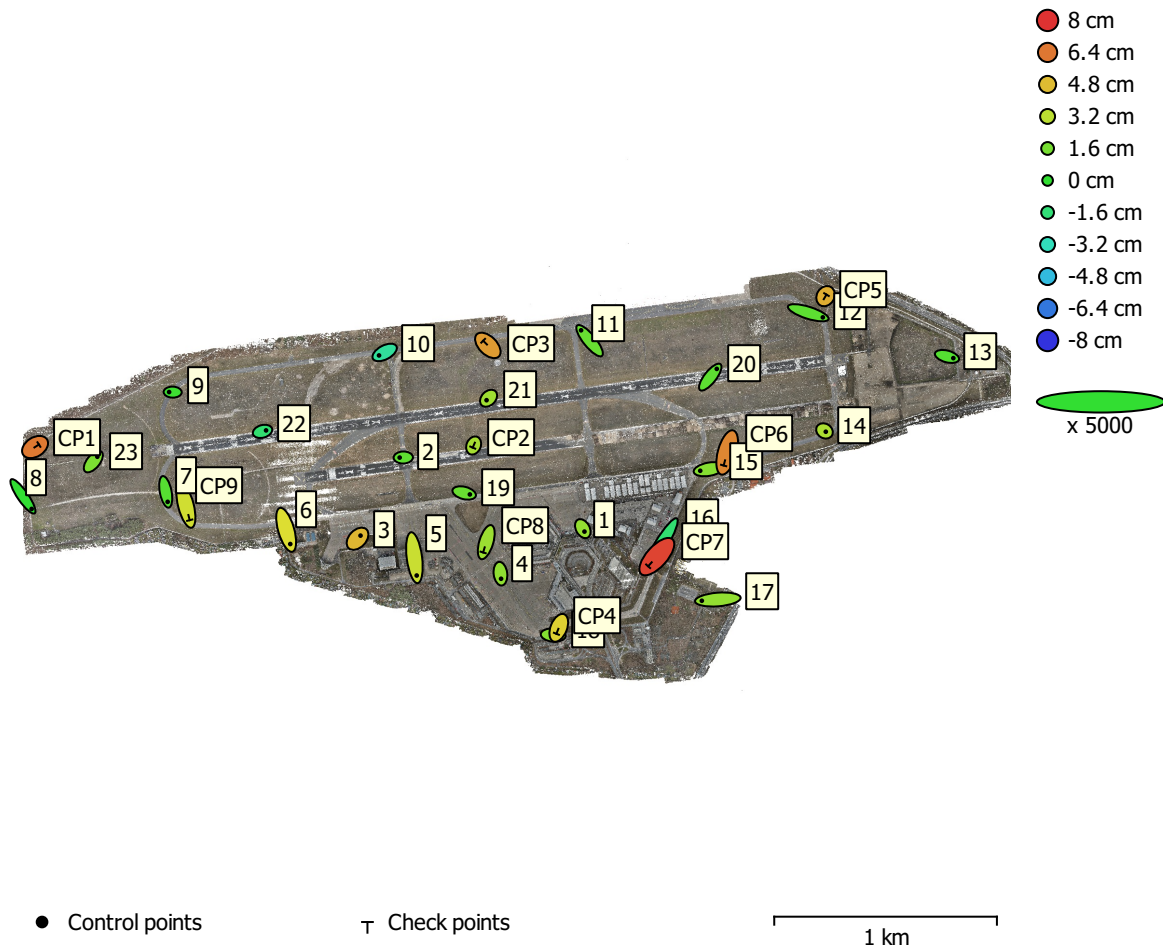 8 cm
6.4 cm
4.8 cm
3.2 cm
1.6 cm
0 cm
-1.6 cm
-3.2 cm
-4.8 cm
-6.4 cm
-8 cm
x 5000
CP5
12
11
CP3
10
13
20
9
21
22
14
CP1
23
CP2
2
CP6
15
8
7
CP9
19
6
3
5
CP8
1
16
CP7
4
17
CP4
18
Control points
Check points
1 km